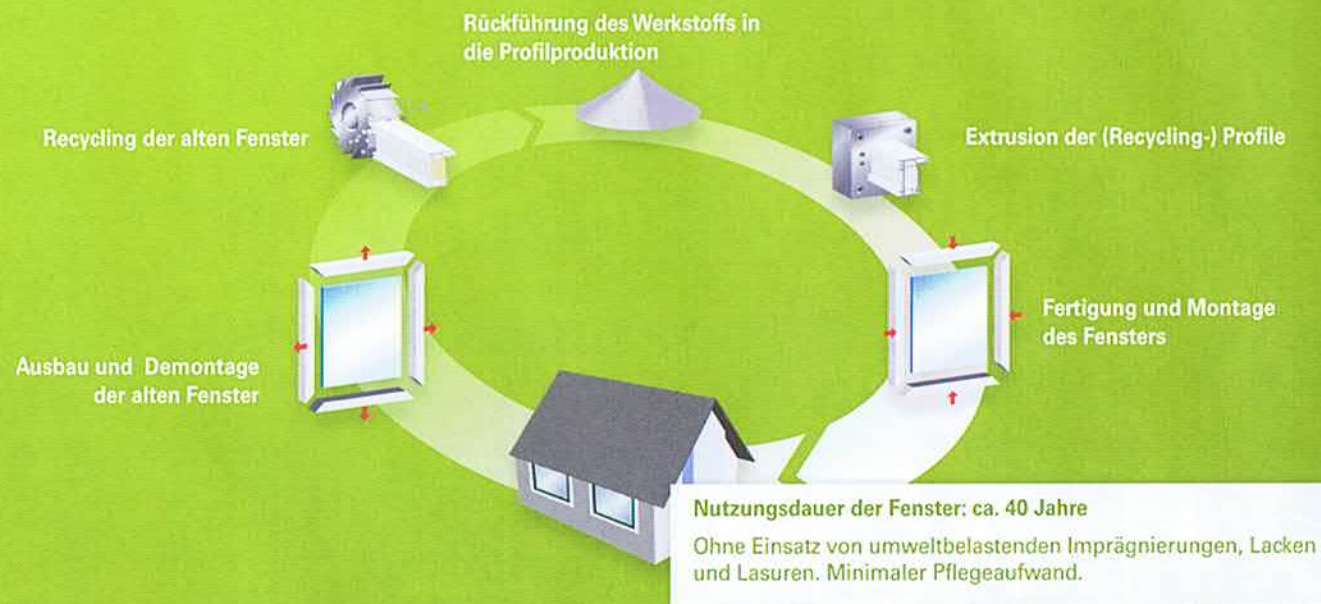 Rückführung des Werkstoffs in
die Profilproduktion
Recycling der alten Fenster
Extrusion der (Recycling-) Profile
Ausbau und Demontage
der alten Fenster
Fertigung und Montage
des Fensters
Nutzungsdauer der Fenster: ca. 40 Jahre
Ohne Einsatz von umweltbelastenden Imprägnierungen, Lacken
und Lasuren. Minimaler Pflegeaufwand.